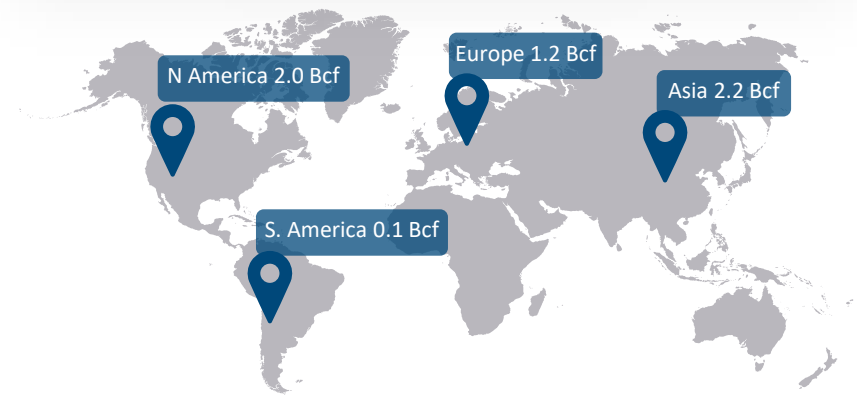 Europe 1.2 Bcf
N America 2.0 Bcf
Asia 2.2 Bcf
S. America 0.1 Bcf